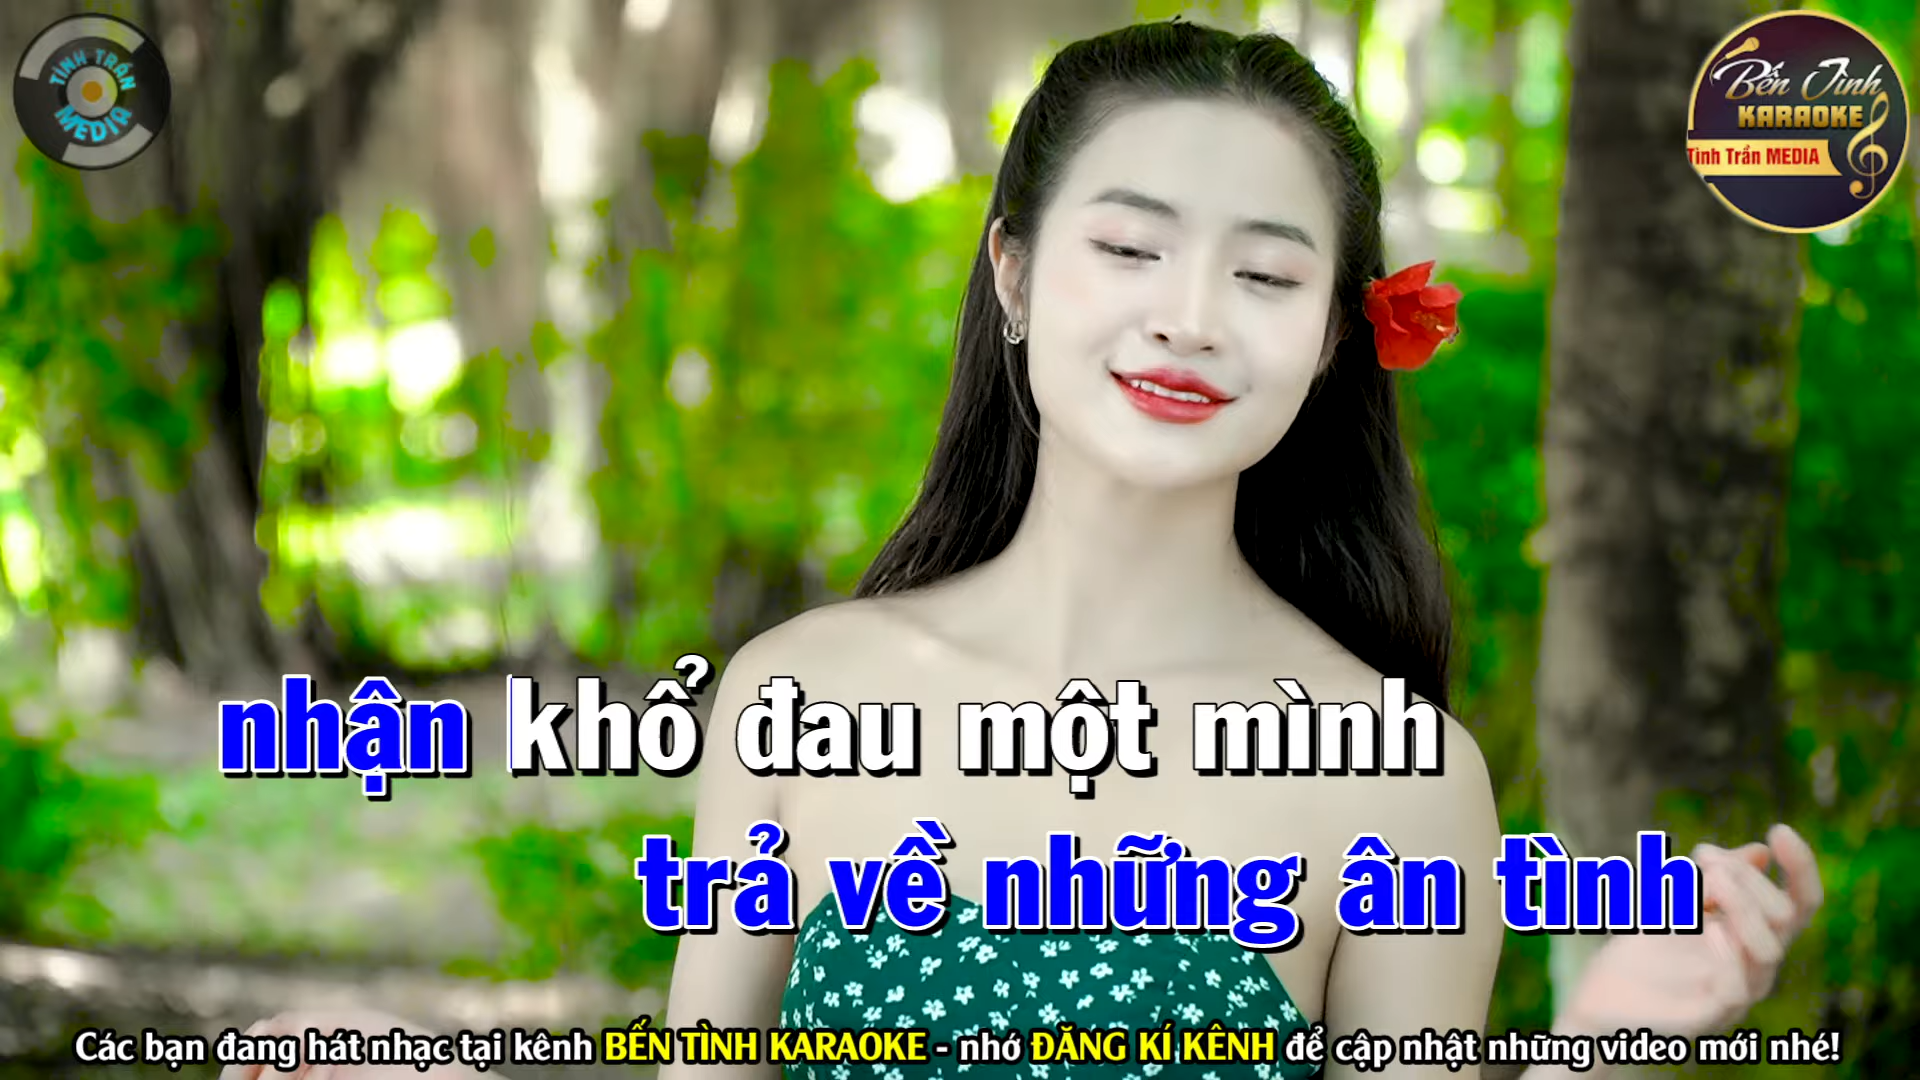 TÌNH TRẦN
MEDIA
Bến Tình
KARAOKE
Tình Trần MEDIA
nhận khổ đau một mình
trả về những ân tình
Các bạn đang hát nhạc tại kênh BẾN TÌNH KARAOKE - nhớ ĐĂNG KÍ KÊNH để cập nhật những video mới nhé!